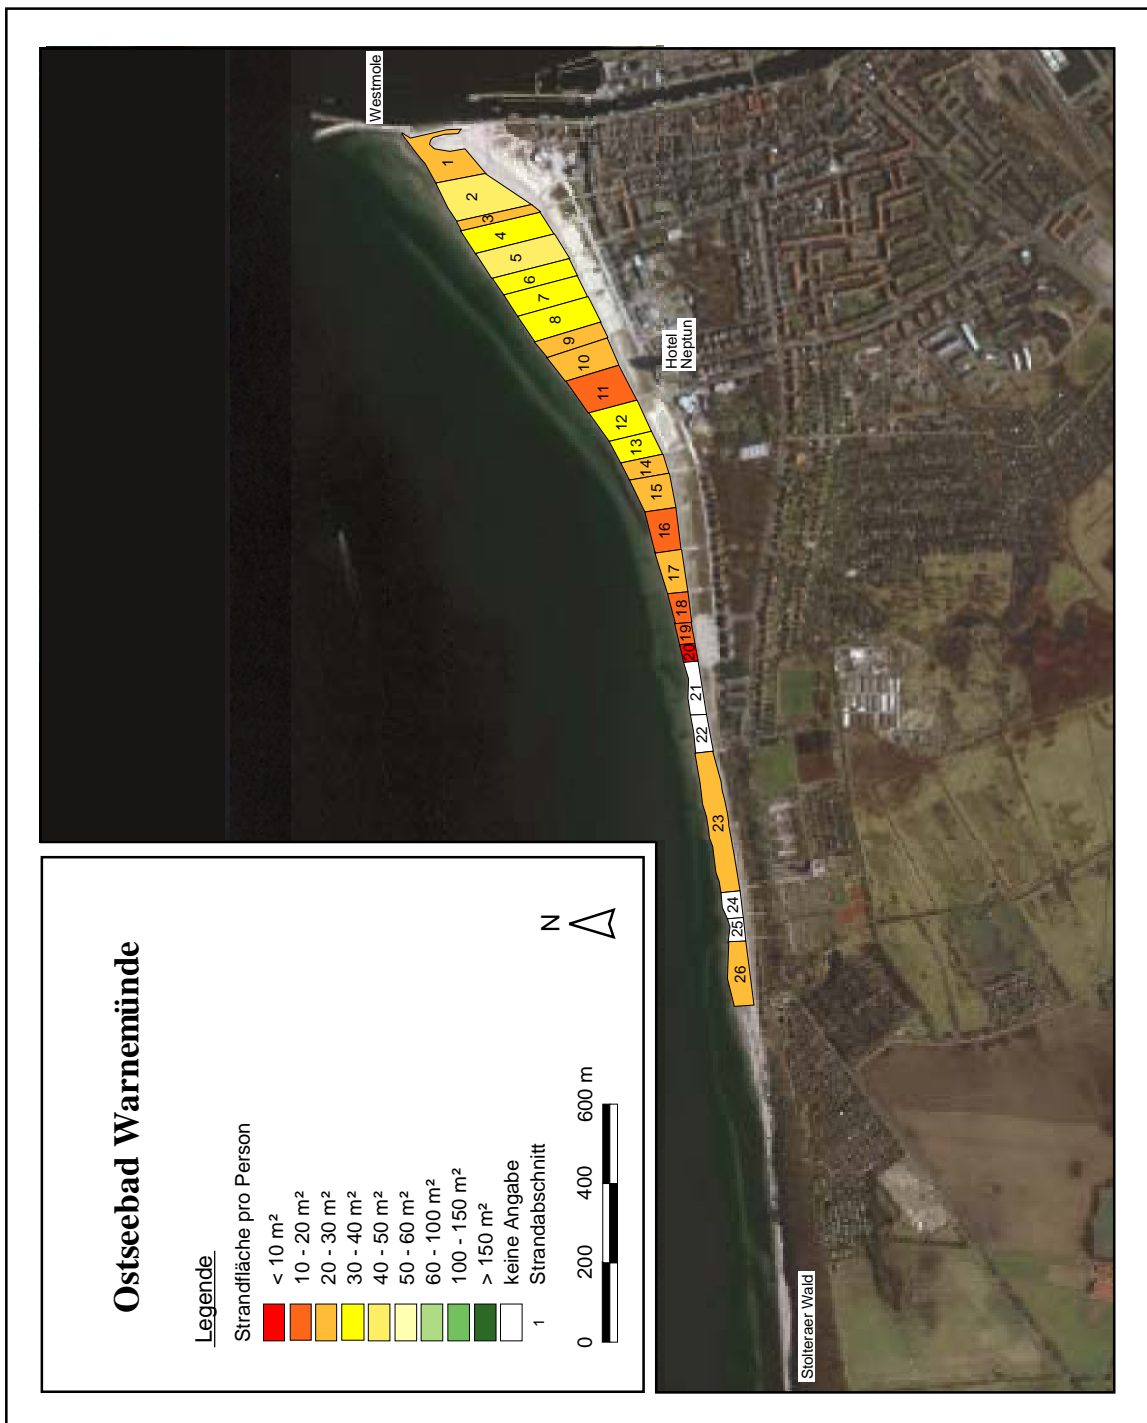 Ostseebad Warnemünde
Legende
Strandfläche pro Person
< 10 m²
10 - 20 m²
20 - 30 m²
30 - 40 m²
40 - 50 m²
50 - 60 m²
60 - 100 m²
100 - 150 m²
> 150 m²
keine Angabe
1 Strandabschnitt
N
0 200 400 600 m
Stolteraer Wald
Hotel
Neptun
Westmole
26
25
24
23
22
21
20
19
18
17
16
15
14
13
12
11
10
9
8
7
6
5
4
3
2
1